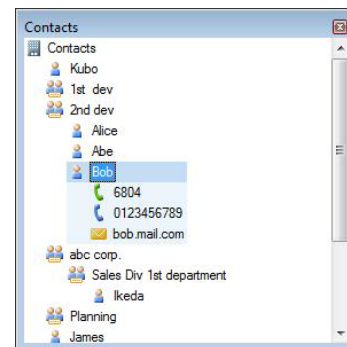 Contacts
Contacts
Kubo
1st dev
2nd dev
Alice
Abe
Bob
6804
0123456789
bob.mail.com
abc corp.
Sales Div 1st department
Ikeda
Planning
James